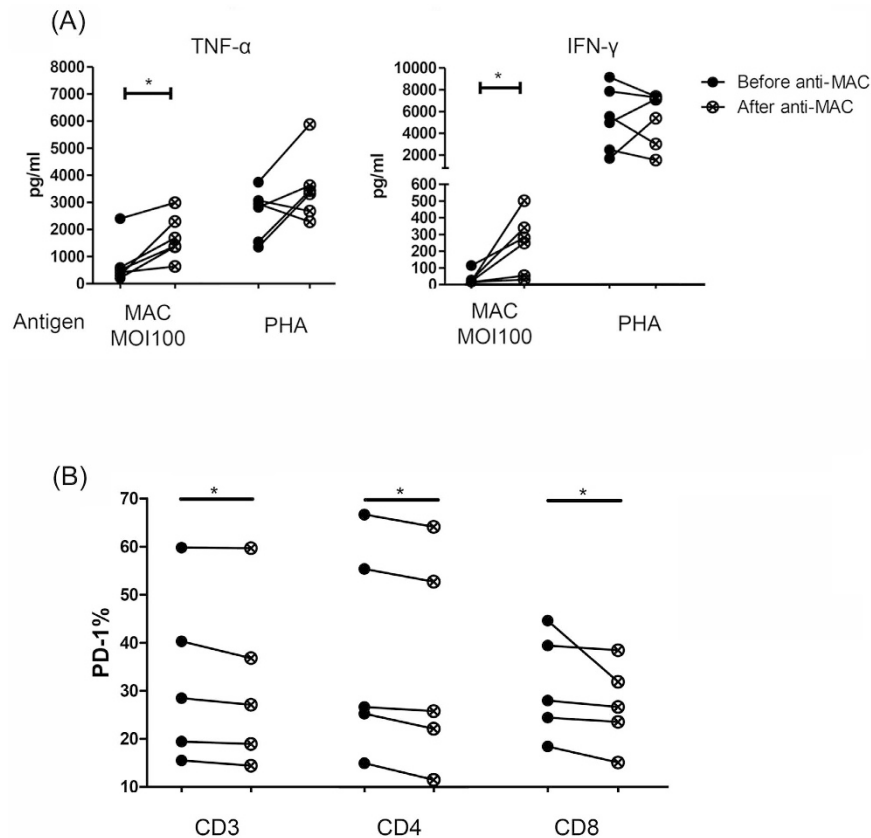 (A)
TNF-α
IFN-γ
8000
7000
6000
5000
4000
3000
2000
1000
0
pg/ml
*
10000
8000
6000
4000
2000
600
500
400
300
200
100
0
pg/ml
*
Before anti-MAC
After anti-MAC
Antigen
MAC
MOI100
PHA
MAC
MOI100
PHA
(B)
70
60
50
40
30
20
10
PD-1%
*
*
*
CD3
CD4
CD8